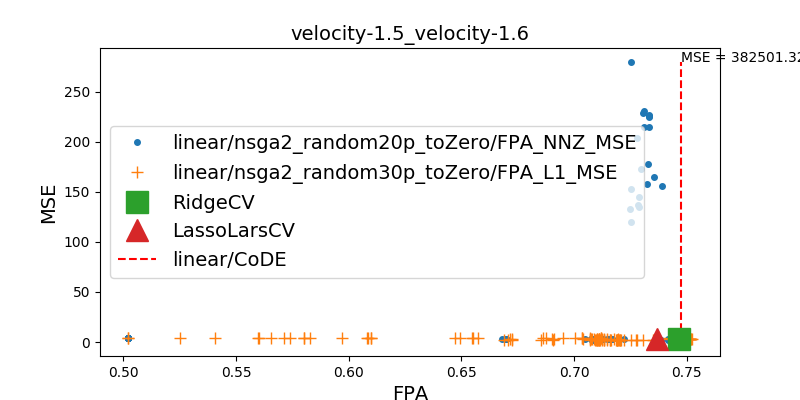 velocity-1.5_velocity-1.6
MSE = 382501.32
250
200
150
100
50
0
MSE
linear/nsga2_random20p_toZero/FPA_NNZ_MSE
linear/nsga2_random30p_toZero/FPA_L1_MSE
RidgeCV
LassoLarsCV
linear/CoDE
0.50 0.55 0.60 0.65 0.70 0.75
FPA